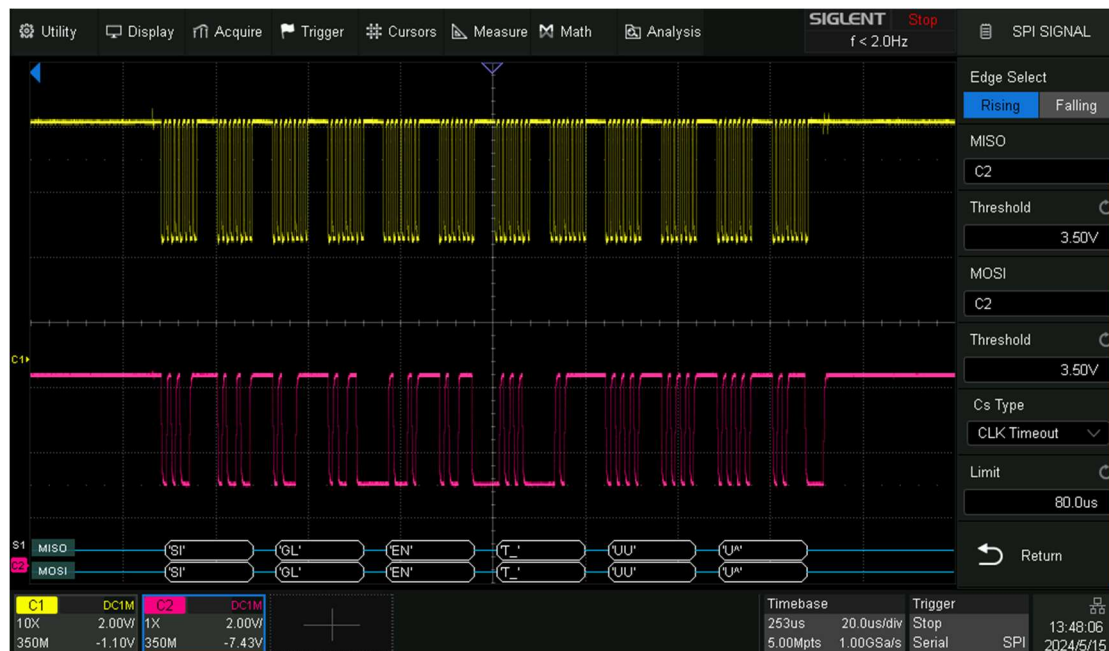 Utility Display Acquire Trigger Cursors Measure Math Analysis
SIGLENT Stop
f < 2.0Hz
SPI SIGNAL
Edge Select
Rising Falling
MISO
C2
Threshold
3.50V
MOSI
C2
Threshold
3.50V
Cs Type
CLK Timeout
Limit
80.0us
Return
C1
S1 MISO 'SI' 'GL' 'EN' 'T_' 'UU' 'U^'
C2 MOSI 'SI' 'GL' 'EN' 'T_' 'UU' 'U^'
C1 DC1M
10X 2.00V/
350M -1.10V
C2 DC1M
1X 2.00V/
350M -7.43V
Timebase
253us 20.0us/div
5.00Mpts 1.00GSa/s
Trigger
Stop
Serial SPI
13:48:06
2024/5/15